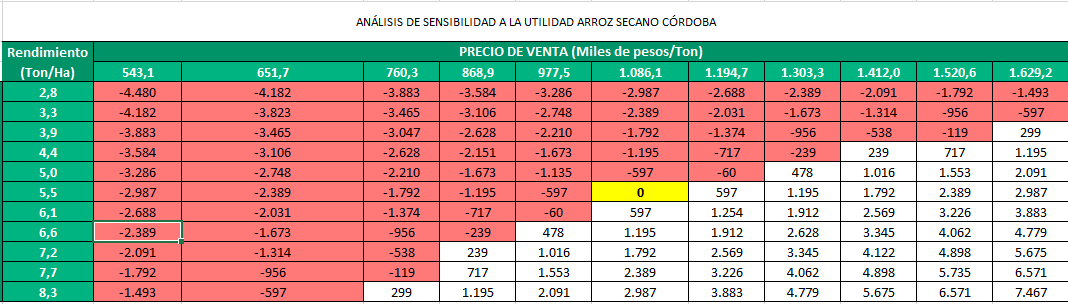 ANÁLISIS DE SENSIBILIDAD A LA UTILIDAD ARROZ SECANO CÓRDOBA
Rendimiento (Ton/Ha) PRECIO DE VENTA (Miles de pesos/Ton)
543,1 651,7 760,3 868,9 977,5 1.086,1 1.194,7 1.303,3 1.412,0 1.520,6 1.629,2
2,8 -4.480 -4.182 -3.883 -3.584 -3.286 -2.987 -2.688 -2.389 -2.091 -1.792 -1.493
3,3 -4.182 -3.823 -3.465 -3.106 -2.748 -2.389 -2.031 -1.673 -1.314 -956 -597
3,9 -3.883 -3.465 -3.047 -2.628 -2.210 -1.792 -1.374 -956 -538 -119 299
4,4 -3.584 -3.106 -2.628 -2.151 -1.673 -1.195 -717 -239 239 717 1.195
5,0 -3.286 -2.748 -2.210 -1.673 -1.135 -597 -60 478 1.016 1.553 2.091
5,5 -2.987 -2.389 -1.792 -1.195 -597 0 597 1.195 1.792 2.389 2.987
6,1 -2.688 -2.031 -1.374 -717 -60 597 1.254 1.912 2.569 3.226 3.883
6,6 -2.389 -1.673 -956 -239 478 1.195 1.912 2.628 3.345 4.062 4.779
7,2 -2.091 -1.314 -538 239 1.016 1.792 2.569 3.345 4.122 4.898 5.675
7,7 -1.792 -956 -119 717 1.553 2.389 3.226 4.062 4.898 5.735 6.571
8,3 -1.493 -597 299 1.195 2.091 2.987 3.883 4.779 5.675 6.571 7.467